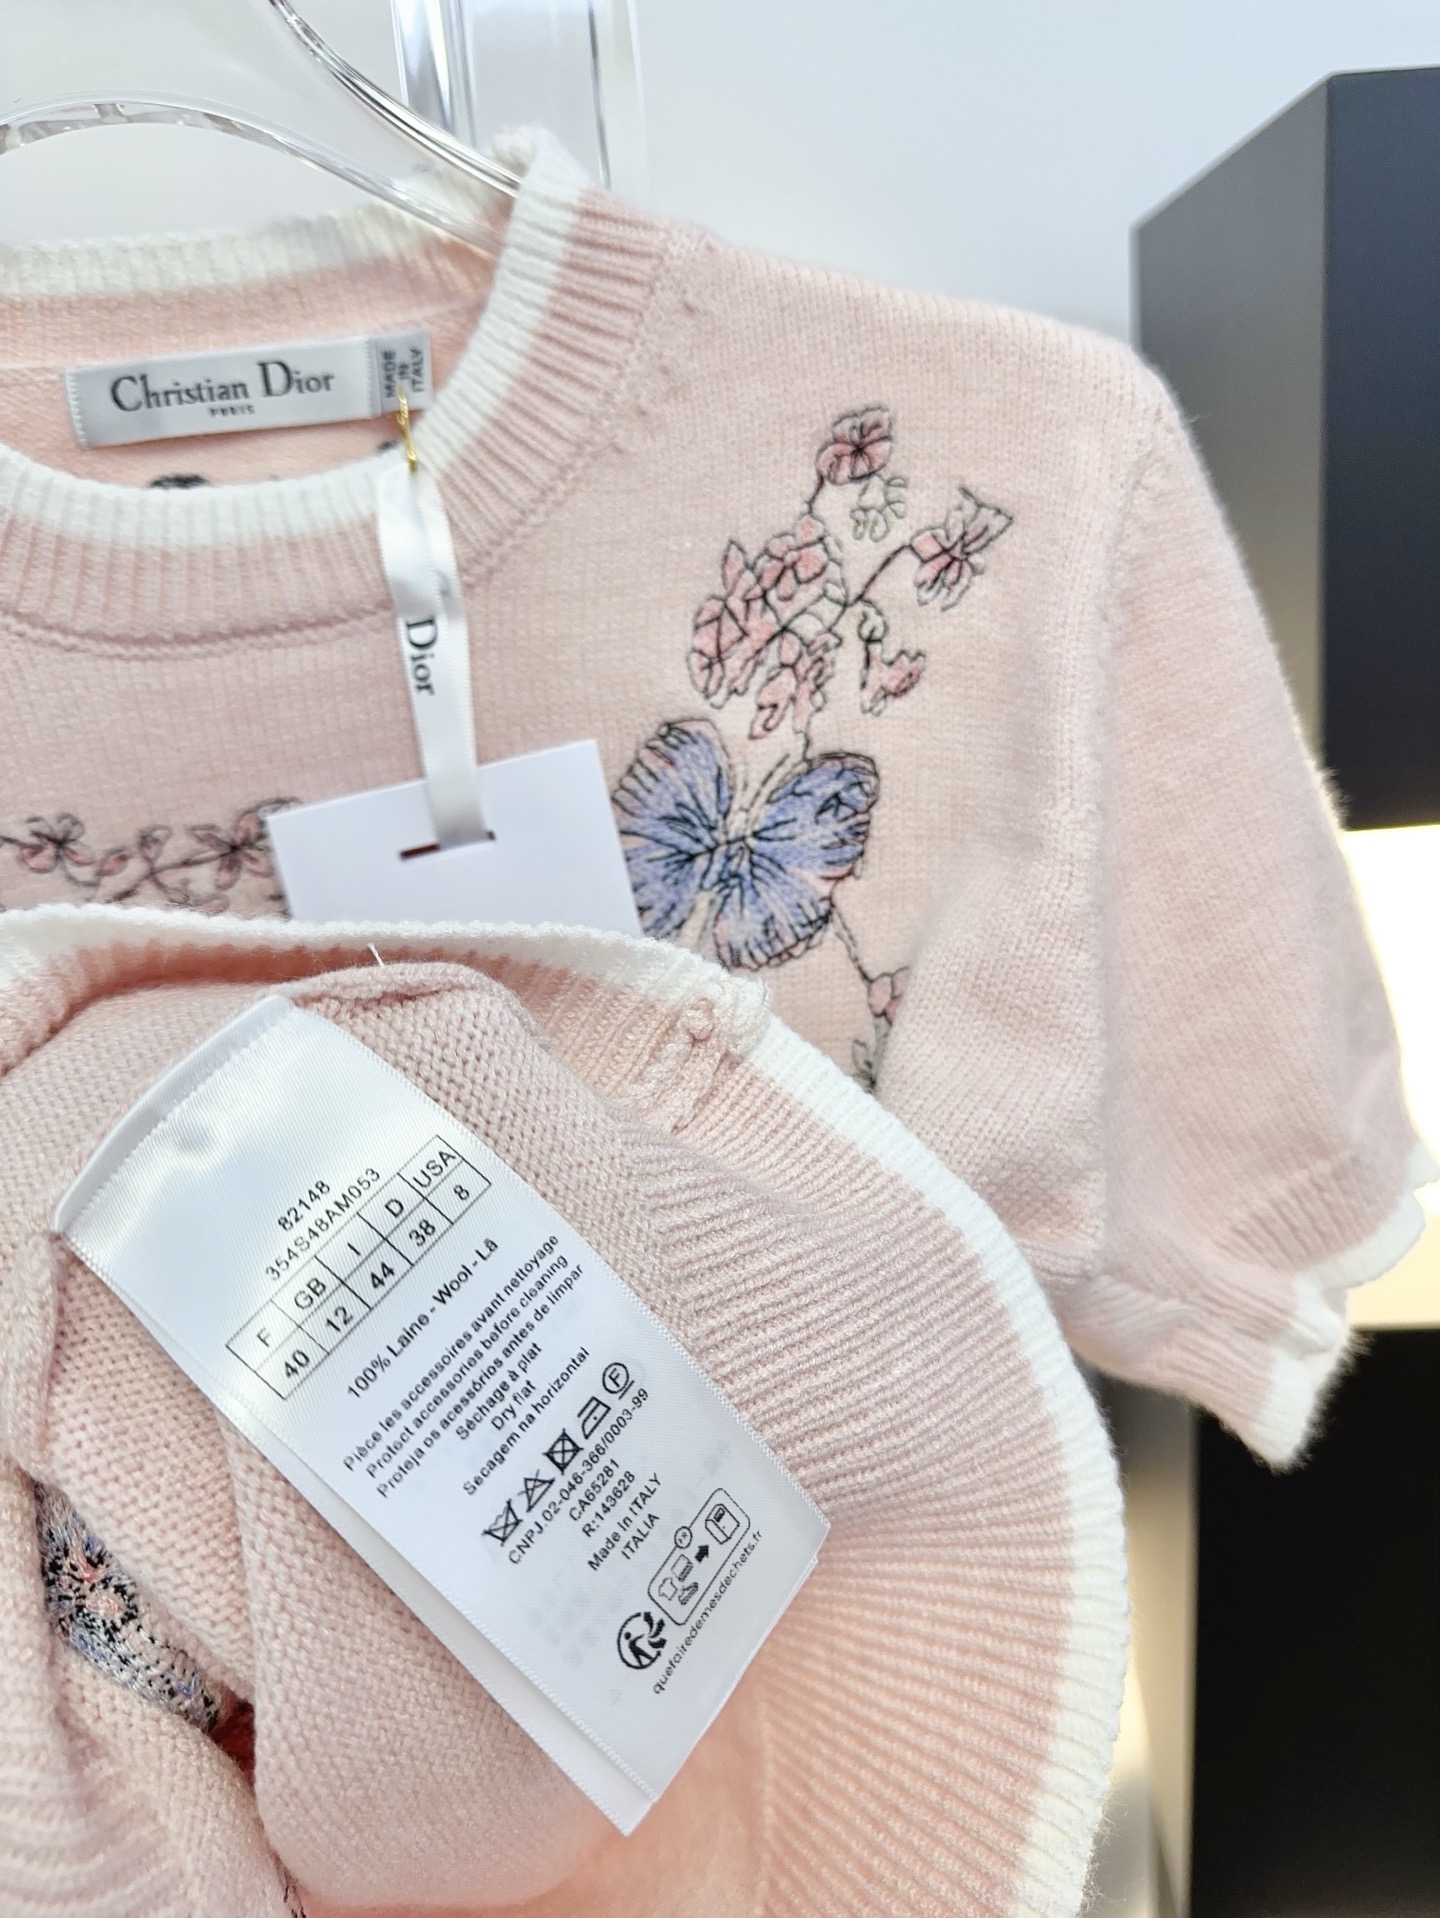 Christian Dior
PARIS
MADE
IN
ITALY
Dior
82148
354S48AM053
F GB I D USA
40 12 44 38 8
100% Laine - Wool - Lã
Pièce les accessoires avant nettoyage
Protect accessories before cleaning
Proteja os acessórios antes de limpar
Séchage à plat
Dry flat
Secagem na horizontal
F
CNPJ.02-046-366/0003-99
CA65281
R:143628
Made in ITALY
ITALIA
FR
quefairedemesdechets.fr